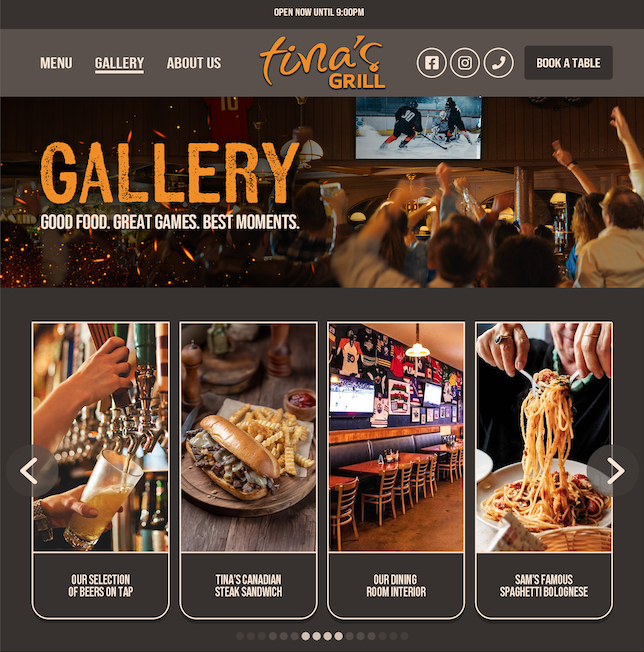 OPEN NOW UNTIL 9:00PM
MENU
GALLERY
ABOUT US
tina's
GRILL
BOOK A TABLE
10
GALLERY
GOOD FOOD. GREAT GAMES. BEST MOMENTS.
OUR SELECTION
OF BEERS ON TAP
TINA'S CANADIAN
STEAK SANDWICH
OUR DINING
ROOM INTERIOR
SAM'S FAMOUS
SPAGHETTI BOLOGNESE